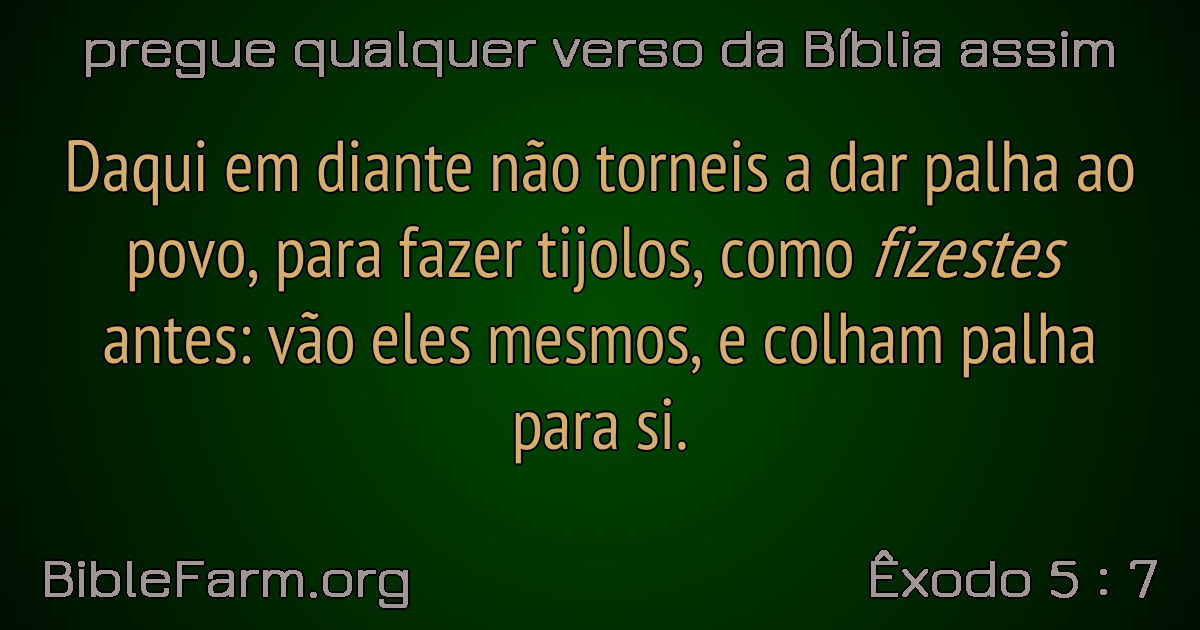 pregue qualquer verso da Bíblia assim
Daqui em diante não torneis a dar palha ao
povo, para fazer tijolos, como fizestes
antes: vão eles mesmos, e colham palha
para si.
BibleFarm.org
Êxodo 5 : 7